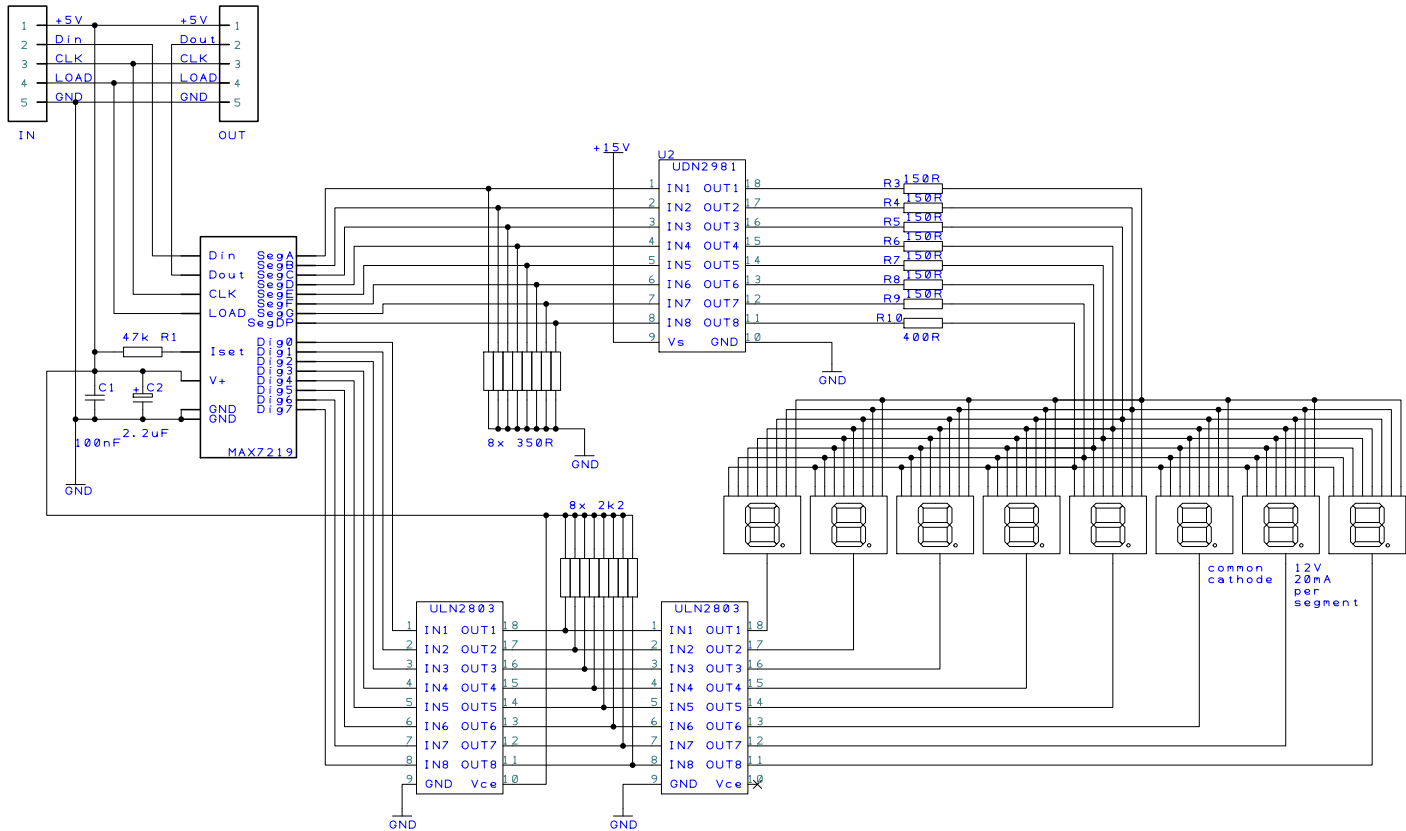 1 +5V +5V 1
2 Din Dout 2
3 CLK CLK 3
4 LOAD LOAD 4
5 GND GND 5
IN OUT
+15V
U2
UDN2981
1 IN1 OUT1 18
2 IN2 OUT2 17
3 IN3 OUT3 16
4 IN4 OUT4 15
5 IN5 OUT5 14
6 IN6 OUT6 13
7 IN7 OUT7 12
8 IN8 OUT8 11
9 Vs GND 10
GND
R3 150R
R4 150R
R5 150R
R6 150R
R7 150R
R8 150R
R9 150R
R10
400R
Din SegA
SegB
Dout SegC
SegD
CLK SegE
SegF
LOAD SegG
SegDP
Dig0
Iset Dig1
Dig2
Dig3
V+ Dig4
Dig5
Dig6
GND Dig7
GND
MAX7219
47k R1
C1 + C2
100nF 2.2uF
GND
8x 350R
GND
8x 2k2
ULN2803
1 IN1 OUT1 18
2 IN2 OUT2 17
3 IN3 OUT3 16
4 IN4 OUT4 15
5 IN5 OUT5 14
6 IN6 OUT6 13
7 IN7 OUT7 12
8 IN8 OUT8 11
9 GND Vce 10
GND
ULN2803
1 IN1 OUT1 18
2 IN2 OUT2 17
3 IN3 OUT3 16
4 IN4 OUT4 15
5 IN5 OUT5 14
6 IN6 OUT6 13
7 IN7 OUT7 12
8 IN8 OUT8 11
9 GND Vce 10
GND
common
cathode
12V
20mA
per
segment